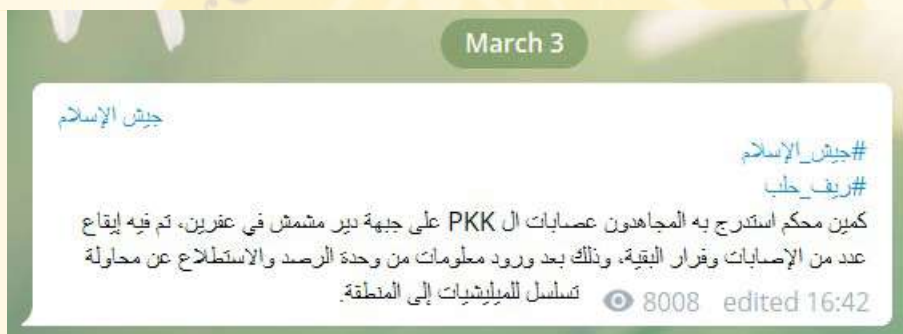 March 3
جيش الإسلام
#جيش_الإسلام
#ريف_حلب
كمين محكم استدرج به المجاهدون عصابات ال PKK على جبهة دير مشمش في عفرين، تم فيه إيقاع
عدد من الإصابات وفرار البقية، وذلك بعد ورود معلومات من وحدة الرصد والاستطلاع عن محاولة
تسلسل للميليشيات إلى المنطقة.
8008 edited 16:42